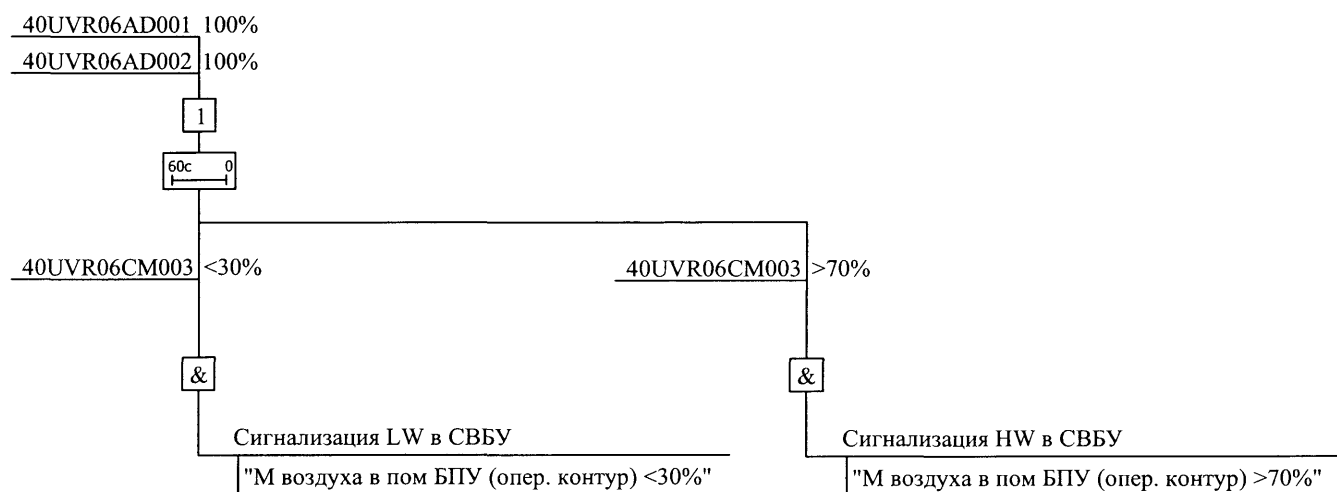 40UVR06AD001 100%
40UVR06AD002 100%
1
60с 0
40UVR06CM003 <30%
40UVR06CM003 >70%
&
&
Сигнализация LW в СВБУ
"М воздуха в пом БПУ (опер. контур) <30%"
Сигнализация HW в СВБУ
"М воздуха в пом БПУ (опер. контур) >70%"